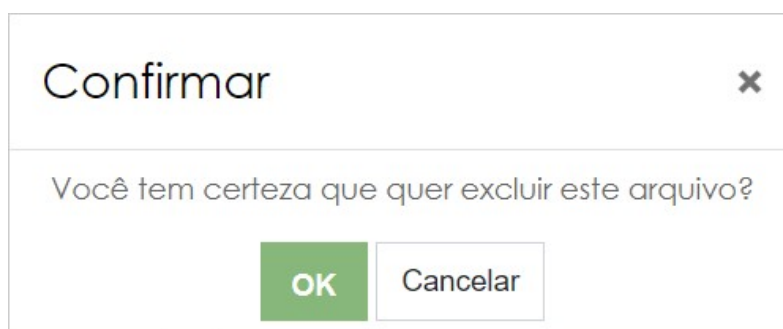 Confirmar
Você tem certeza que quer excluir este arquivo?
OK Cancelar